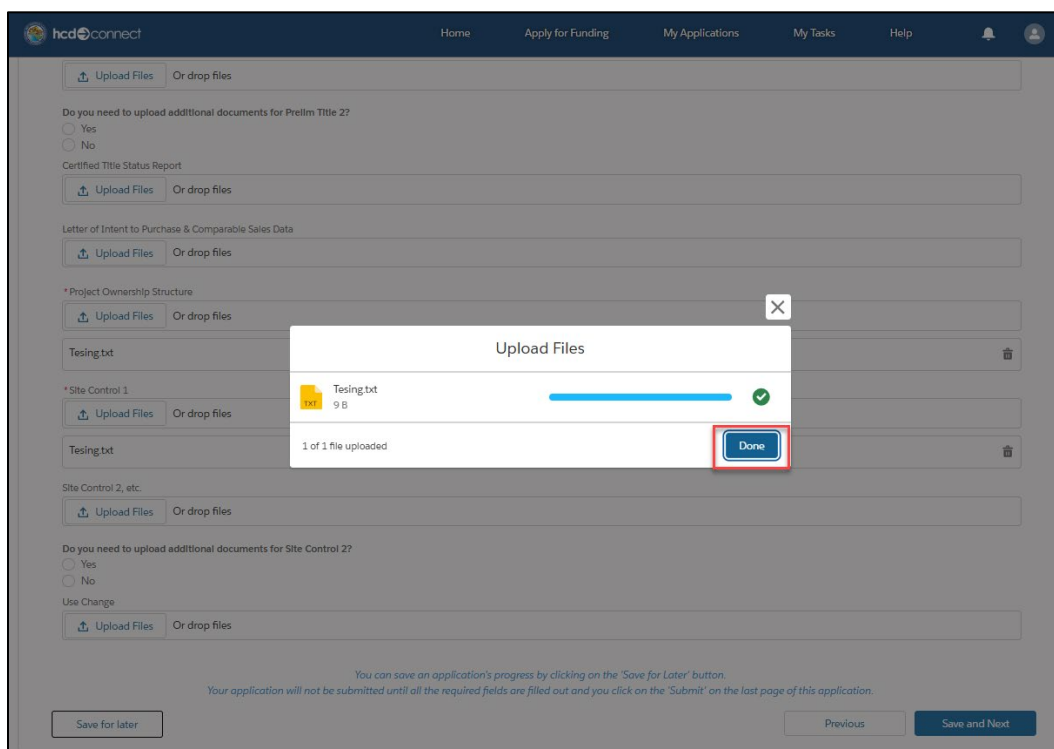 hcd connect Home Apply for Funding My Applications My Tasks Help
Upload Files Or drop files
Do you need to upload additional documents for Prelim Title 2?
Yes
No
Certified Title Status Report
Upload Files Or drop files
Letter of Intent to Purchase & Comparable Sales Data
Upload Files Or drop files
*Project Ownership Structure
Upload Files Or drop files
Tesing.txt
*Site Control 1
Upload Files Or drop files
Tesing.txt
Site Control 2, etc.
Upload Files Or drop files
Do you need to upload additional documents for Site Control 2?
Yes
No
Use Change
Upload Files Or drop files
You can save an application's progress by clicking on the 'Save for Later' button.
Your application will not be submitted until all the required fields are filled out and you click on the 'Submit' on the last page of this application.
Save for later Previous Save and Next
Upload Files
TXT
Tesing.txt
9 B
1 of 1 file uploaded Done